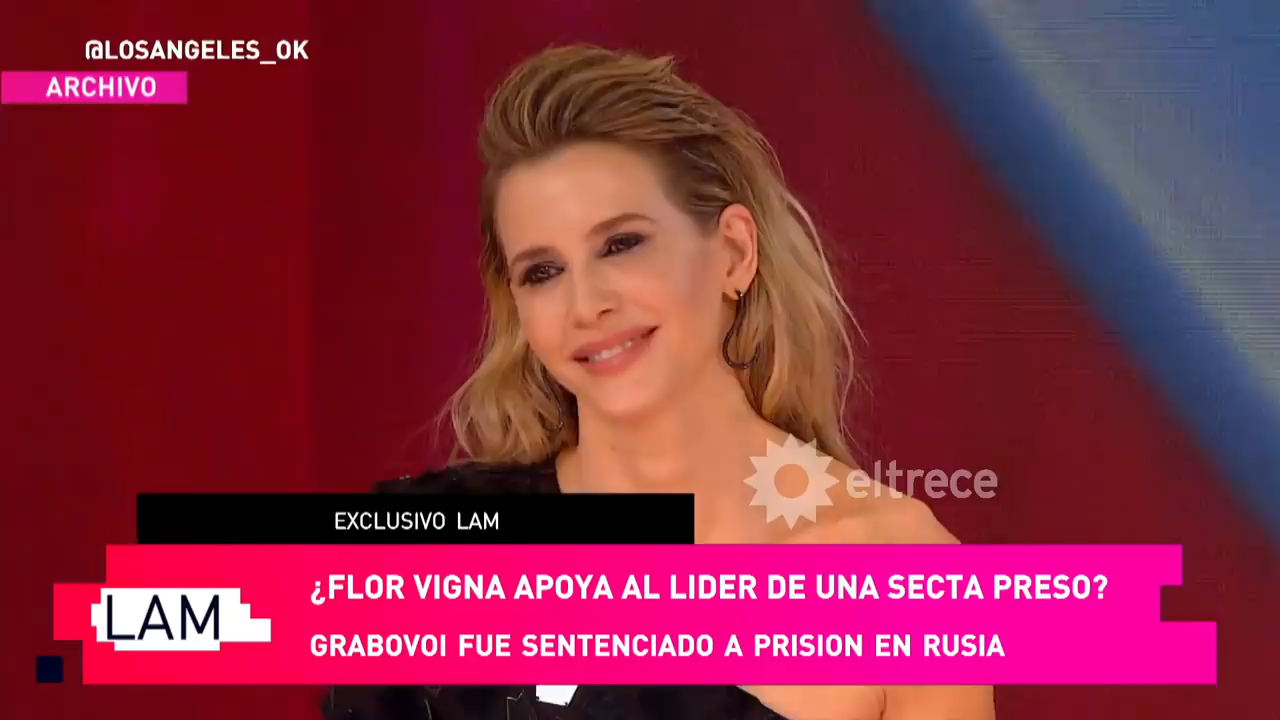 @LOSANGELES_OK
ARCHIVO
eltrece
EXCLUSIVO LAM
¿FLOR VIGNA APOYA AL LIDER DE UNA SECTA PRESO?
LAM
GRABOVOI FUE SENTENCIADO A PRISION EN RUSIA